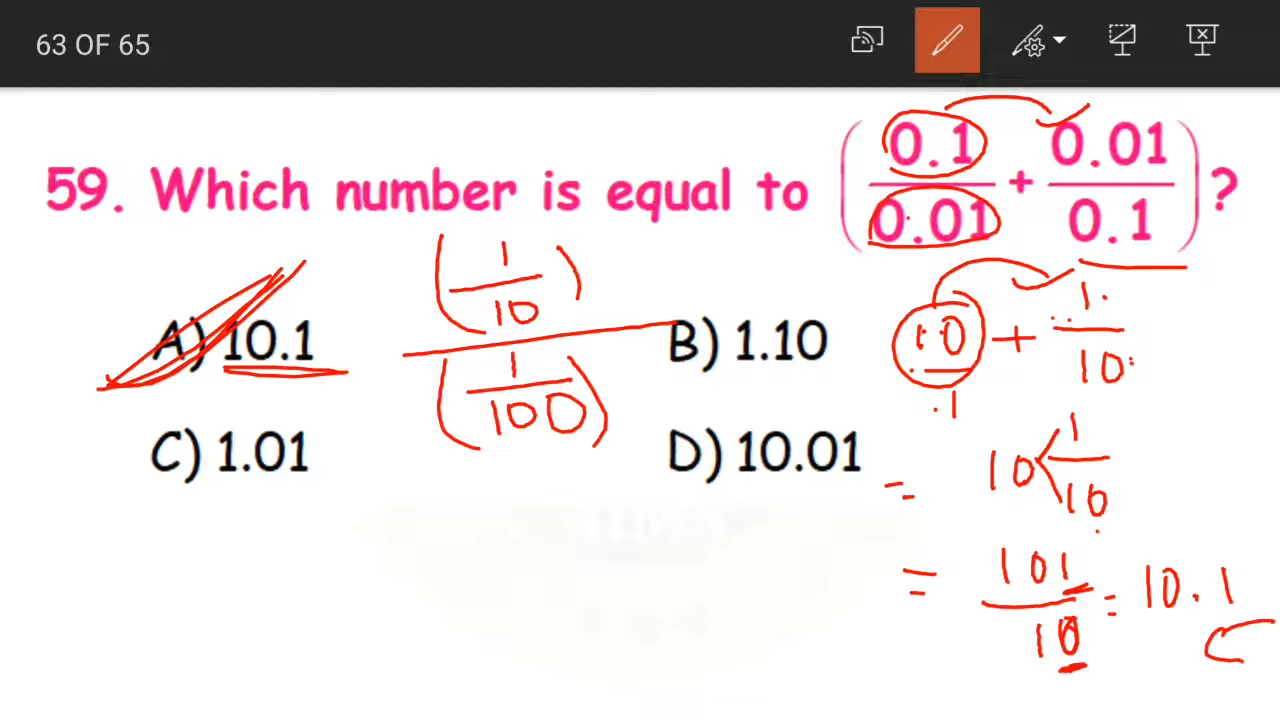 63 OF 65
59. Which number is equal to ( 0.1/0.01 + 0.01/0.1 ) ?
A) 10.1
B) 1.10
C) 1.01
D) 10.01
(1/10)/(1/100)
10/1 + 1/10
= 10 1/10
= 101/10 = 10.1